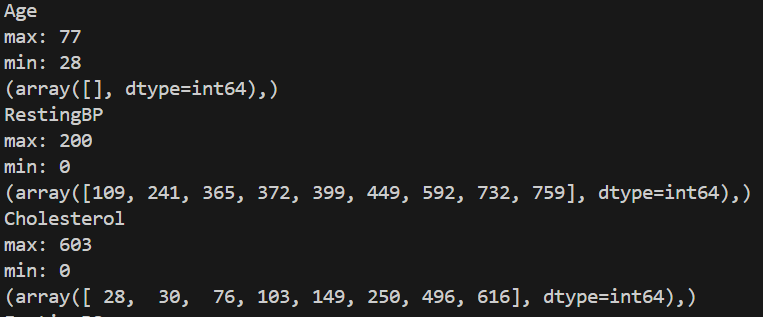 Age
max: 77
min: 28
(array([], dtype=int64),)
RestingBP
max: 200
min: 0
(array([109, 241, 365, 372, 399, 449, 592, 732, 759], dtype=int64),)
Cholesterol
max: 603
min: 0
(array([ 28,  30,  76, 103, 149, 250, 496, 616], dtype=int64),)